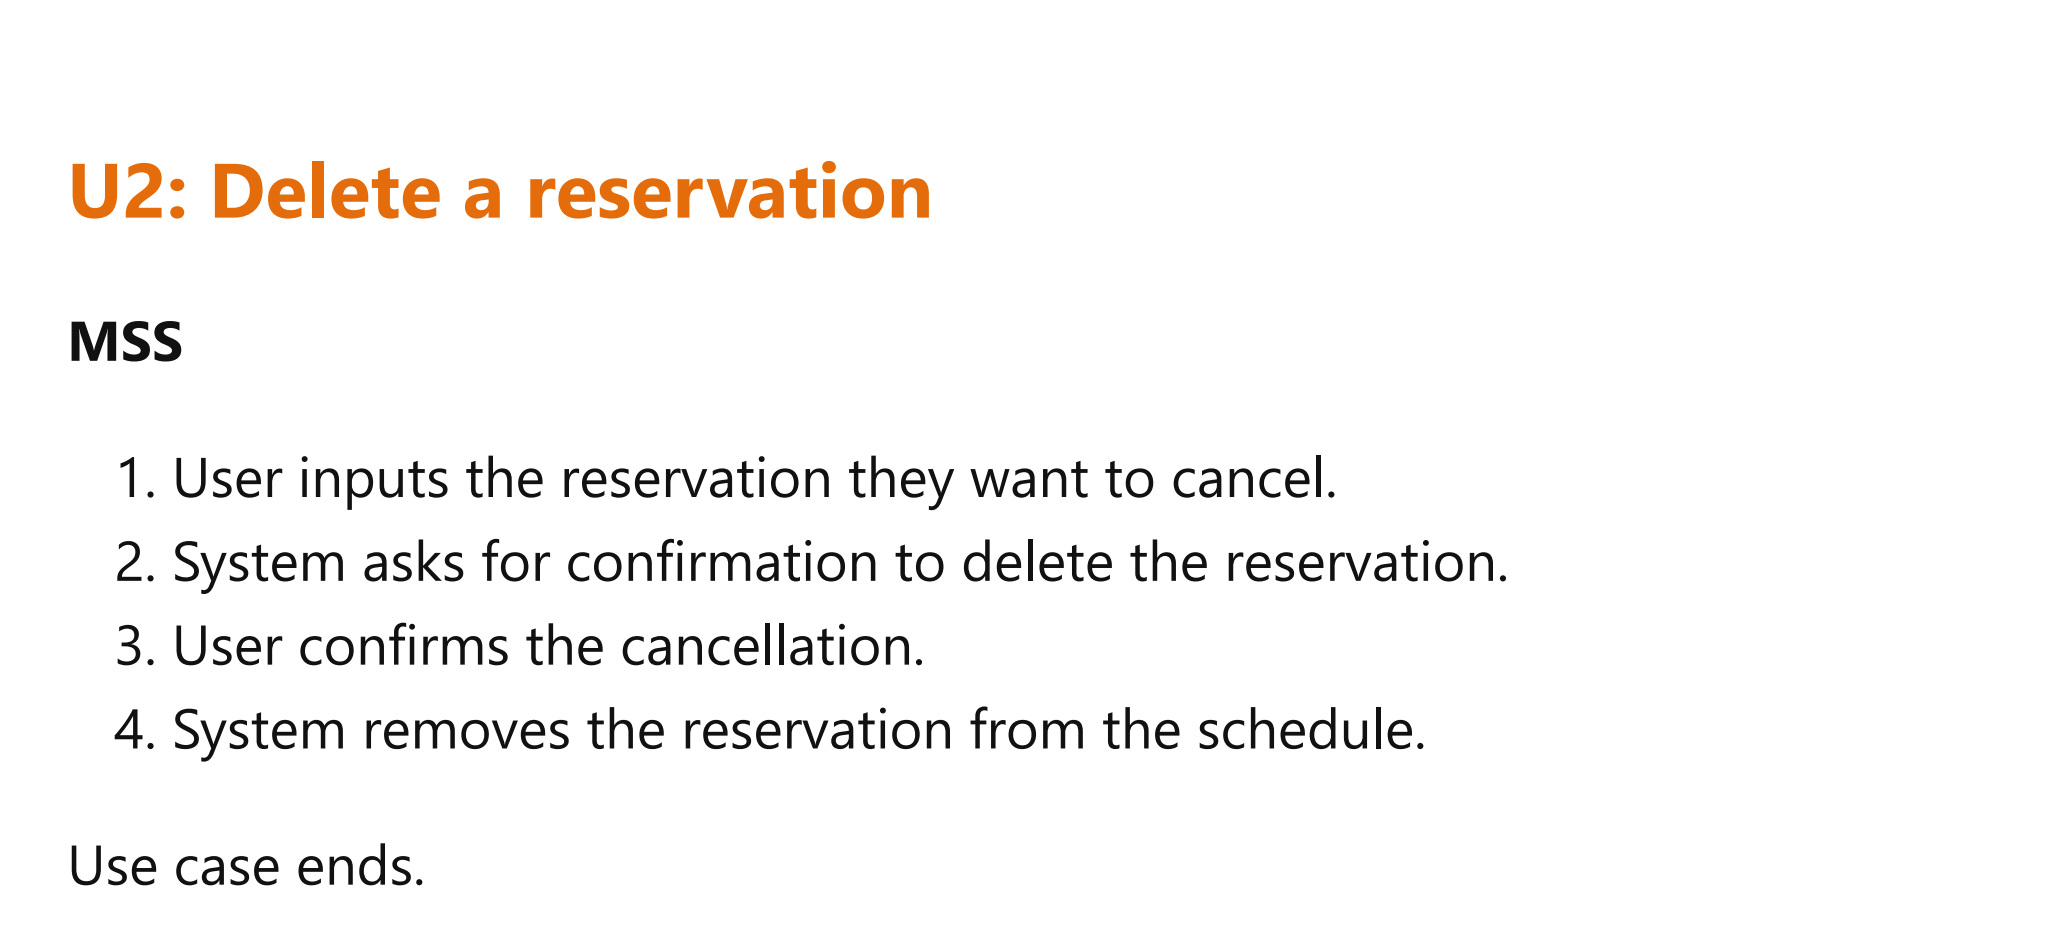 U2: Delete a reservation
MSS
1. User inputs the reservation they want to cancel.
2. System asks for confirmation to delete the reservation.
3. User confirms the cancellation.
4. System removes the reservation from the schedule.
Use case ends.